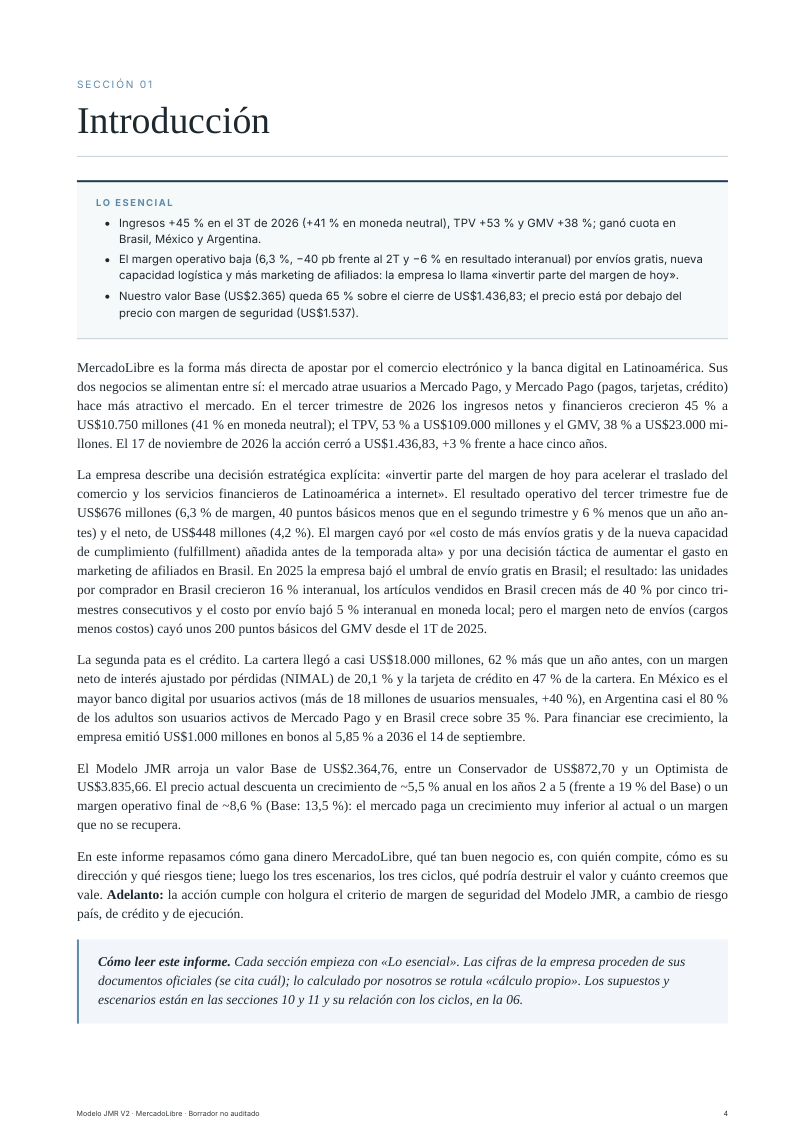 SECCIÓN 01
Introducción
LO ESENCIAL
• Ingresos +45 % en el 3T de 2026 (+41 % en moneda neutral), TPV +53 % y GMV +38 %; ganó cuota en
Brasil, México y Argentina.
• El margen operativo baja (6,3 %, −40 pb frente al 2T y −6 % en resultado interanual) por envíos gratis, nueva
capacidad logística y más marketing de afiliados: la empresa lo llama «invertir parte del margen de hoy».
• Nuestro valor Base (US$2.365) queda 65 % sobre el cierre de US$1.436,83; el precio está por debajo del
precio con margen de seguridad (US$1.537).
MercadoLibre es la forma más directa de apostar por el comercio electrónico y la banca digital en Latinoamérica. Sus
dos negocios se alimentan entre sí: el mercado atrae usuarios a Mercado Pago, y Mercado Pago (pagos, tarjetas, crédito)
hace más atractivo el mercado. En el tercer trimestre de 2026 los ingresos netos y financieros crecieron 45 % a
US$10.750 millones (41 % en moneda neutral); el TPV, 53 % a US$109.000 millones y el GMV, 38 % a US$23.000 mi-
llones. El 17 de noviembre de 2026 la acción cerró a US$1.436,83, +3 % frente a hace cinco años.
La empresa describe una decisión estratégica explícita: «invertir parte del margen de hoy para acelerar el traslado del
comercio y los servicios financieros de Latinoamérica a internet». El resultado operativo del tercer trimestre fue de
US$676 millones (6,3 % de margen, 40 puntos básicos menos que en el segundo trimestre y 6 % menos que un año an-
tes) y el neto, de US$448 millones (4,2 %). El margen cayó por «el costo de más envíos gratis y de la nueva capacidad
de cumplimiento (fulfillment) añadida antes de la temporada alta» y por una decisión táctica de aumentar el gasto en
marketing de afiliados en Brasil. En 2025 la empresa bajó el umbral de envío gratis en Brasil; el resultado: las unidades
por comprador en Brasil crecieron 16 % interanual, los artículos vendidos en Brasil crecen más de 40 % por cinco tri-
mestres consecutivos y el costo por envío bajó 5 % interanual en moneda local; pero el margen neto de envíos (cargos
menos costos) cayó unos 200 puntos básicos del GMV desde el 1T de 2025.
La segunda pata es el crédito. La cartera llegó a casi US$18.000 millones, 62 % más que un año antes, con un margen
neto de interés ajustado por pérdidas (NIMAL) de 20,1 % y la tarjeta de crédito en 47 % de la cartera. En México es el
mayor banco digital por usuarios activos (más de 18 millones de usuarios mensuales, +40 %), en Argentina casi el 80 %
de los adultos son usuarios activos de Mercado Pago y en Brasil crece sobre 35 %. Para financiar ese crecimiento, la
empresa emitió US$1.000 millones en bonos al 5,85 % a 2036 el 14 de septiembre.
El Modelo JMR arroja un valor Base de US$2.364,76, entre un Conservador de US$872,70 y un Optimista de
US$3.835,66. El precio actual descuenta un crecimiento de ~5,5 % anual en los años 2 a 5 (frente a 19 % del Base) o un
margen operativo final de ~8,6 % (Base: 13,5 %): el mercado paga un crecimiento muy inferior al actual o un margen
que no se recupera.
En este informe repasamos cómo gana dinero MercadoLibre, qué tan buen negocio es, con quién compite, cómo es su
dirección y qué riesgos tiene; luego los tres escenarios, los tres ciclos, qué podría destruir el valor y cuánto creemos que
vale. Adelanto: la acción cumple con holgura el criterio de margen de seguridad del Modelo JMR, a cambio de riesgo
país, de crédito y de ejecución.
Cómo leer este informe. Cada sección empieza con «Lo esencial». Las cifras de la empresa proceden de sus
documentos oficiales (se cita cuál); lo calculado por nosotros se rotula «cálculo propio». Los supuestos y
escenarios están en las secciones 10 y 11 y su relación con los ciclos, en la 06.
Modelo JMR V2 · MercadoLibre · Borrador no auditado
4